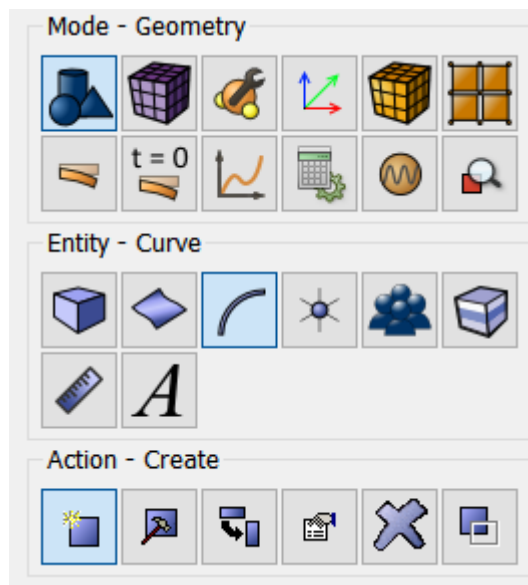 Mode - Geometry
t = 0
Entity - Curve
A
Action - Create